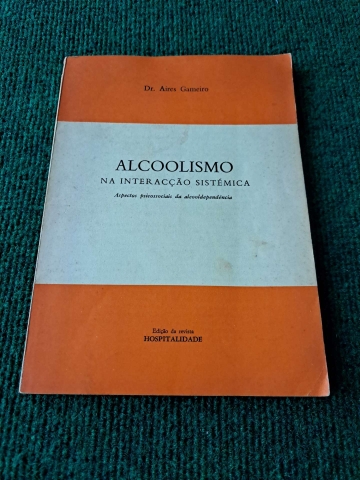 Dr. Aires Gameiro
ALCOOLISMO
NA INTERACÇÃO SISTÉMICA
Aspectos psicossociais da alcooldependência
Edição da revista
HOSPITALIDADE